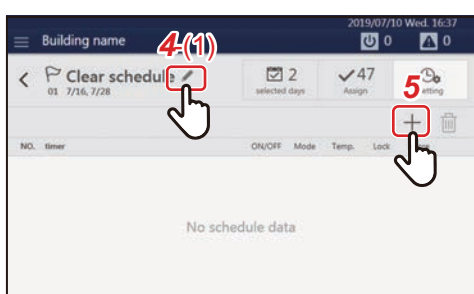 2019/07/10 Wed. 16:37
Building name
0
0
4-(1)
Clear schedule
01 7/16, 7/28
2
selected days
47
Assign
etting
5
NO. timer ON/OFF Mode Temp. Lock
No schedule data